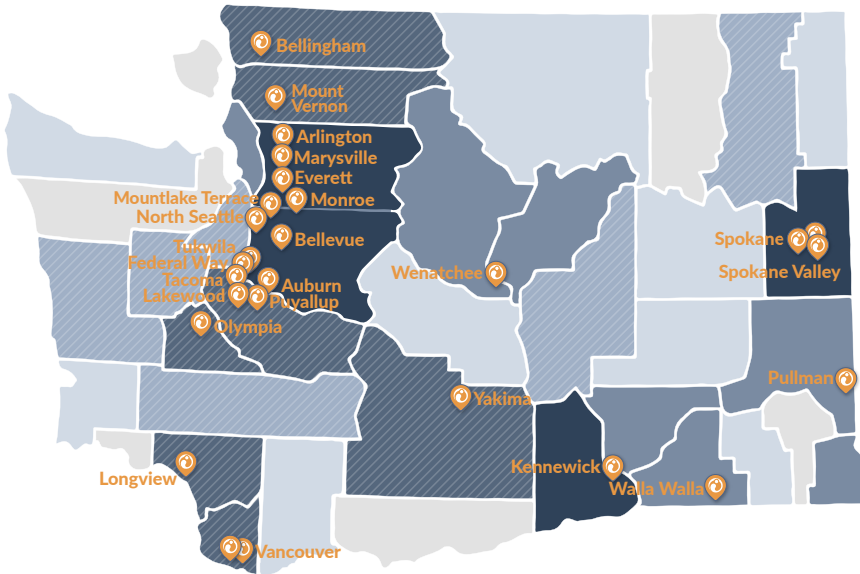 Bellingham
Mount
Vernon
Arlington
Marysville
Everett
Mountlake Terrace
Monroe
North Seattle
Spokane
Bellevue
Tukwila
Federal Way
Spokane Valley
Wenatchee
Tacoma
Auburn
Lakewood
Puyallup
Olympia
Pullman
Yakima
Kennewick
Longview
Walla Walla
Vancouver